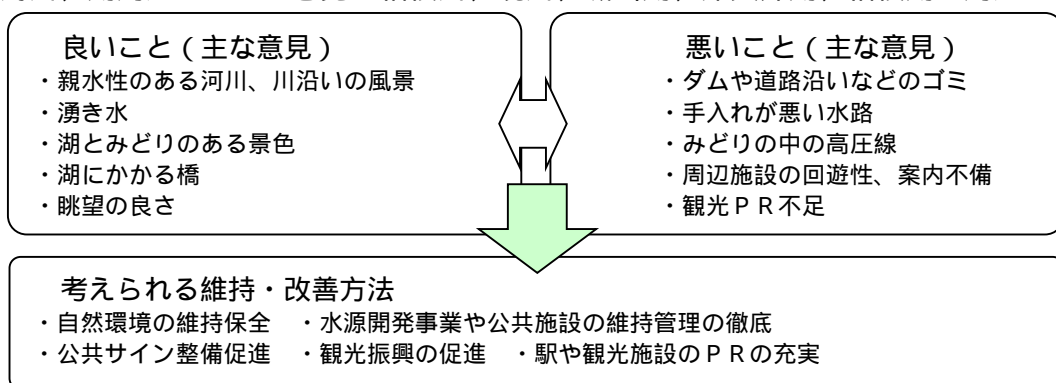 良いこと（主な意見）
・親水性のある河川、川沿いの風景
・湧き水
・湖とみどりのある景色
・湖にかかる橋
・眺望の良さ
悪いこと（主な意見）
・ダムや道路沿いなどのゴミ
・手入れが悪い水路
・みどりの中の高圧線
・周辺施設の回遊性、案内不備
・観光ＰＲ不足
考えられる維持・改善方法
・自然環境の維持保全　・水源開発事業や公共施設の維持管理の徹底
・公共サイン整備促進　・観光振興の促進　・駅や観光施設のＰＲの充実